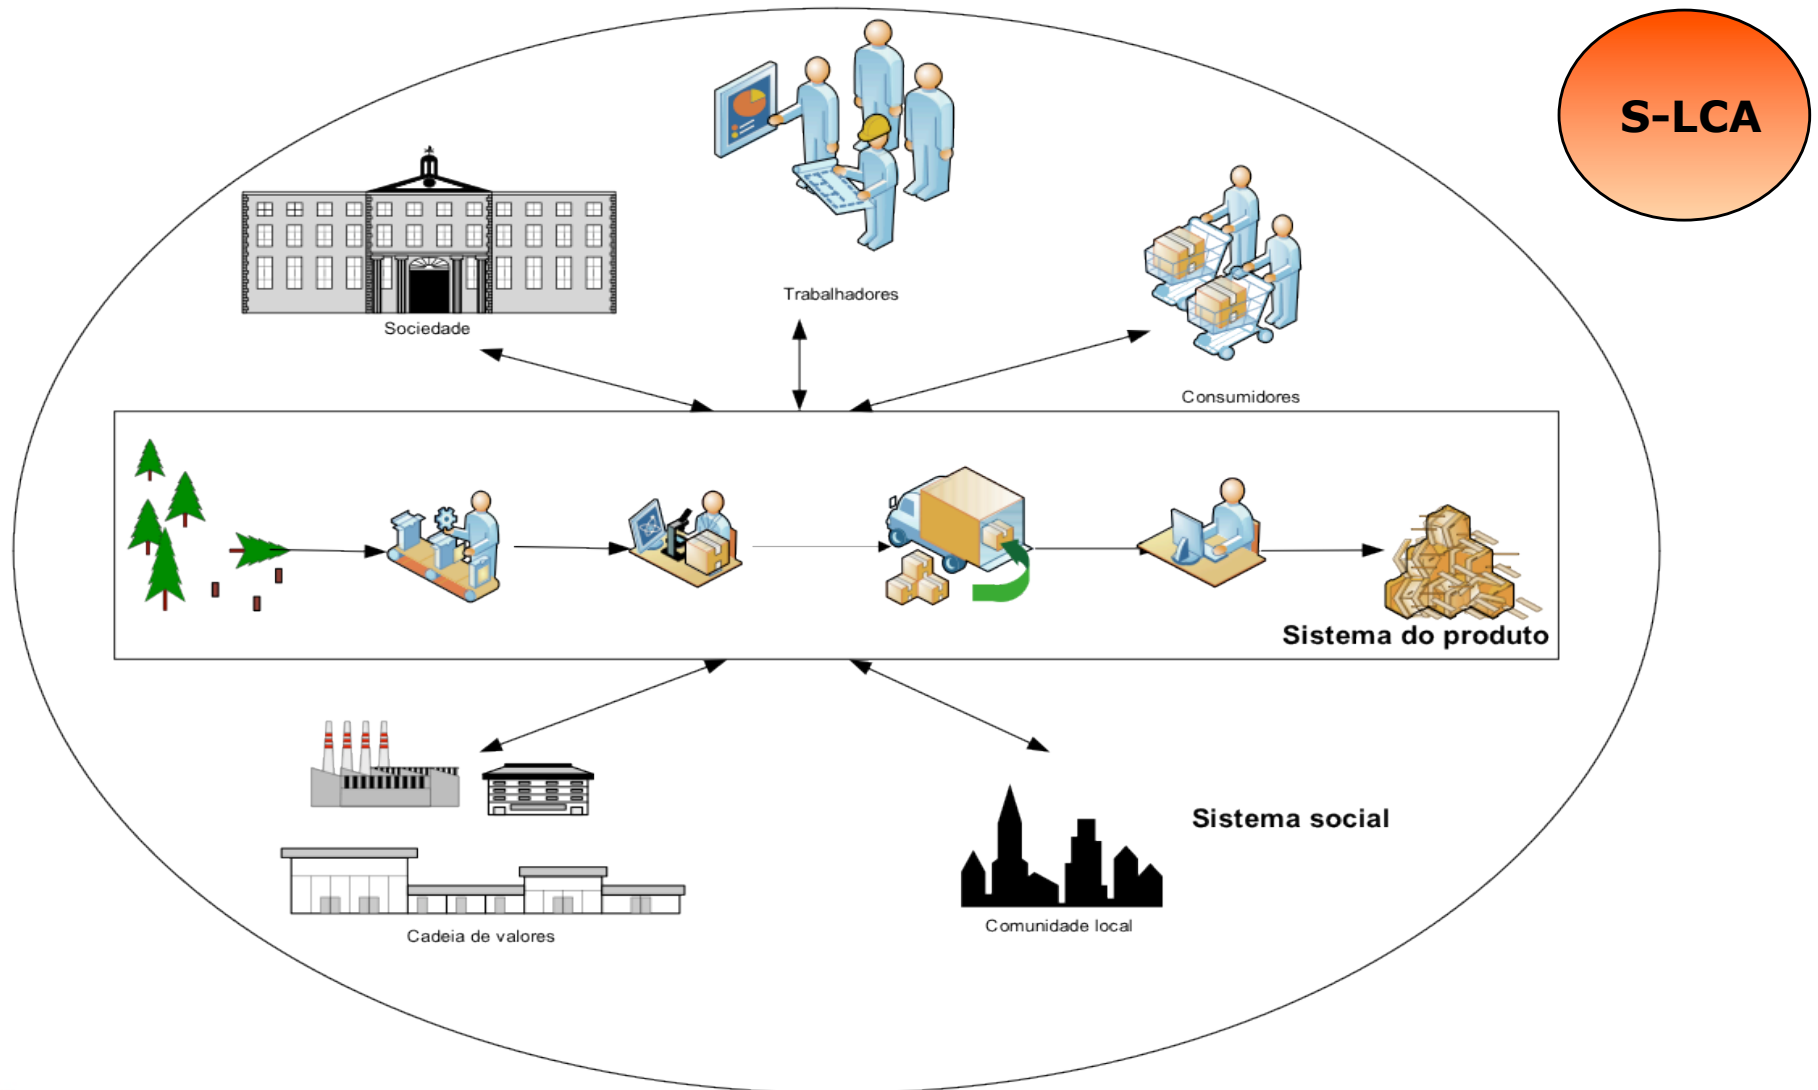 S-LCA
Trabalhadores
Sociedade
Consumidores
Sistema do produto
Sistema social
Comunidade local
Cadeia de valores